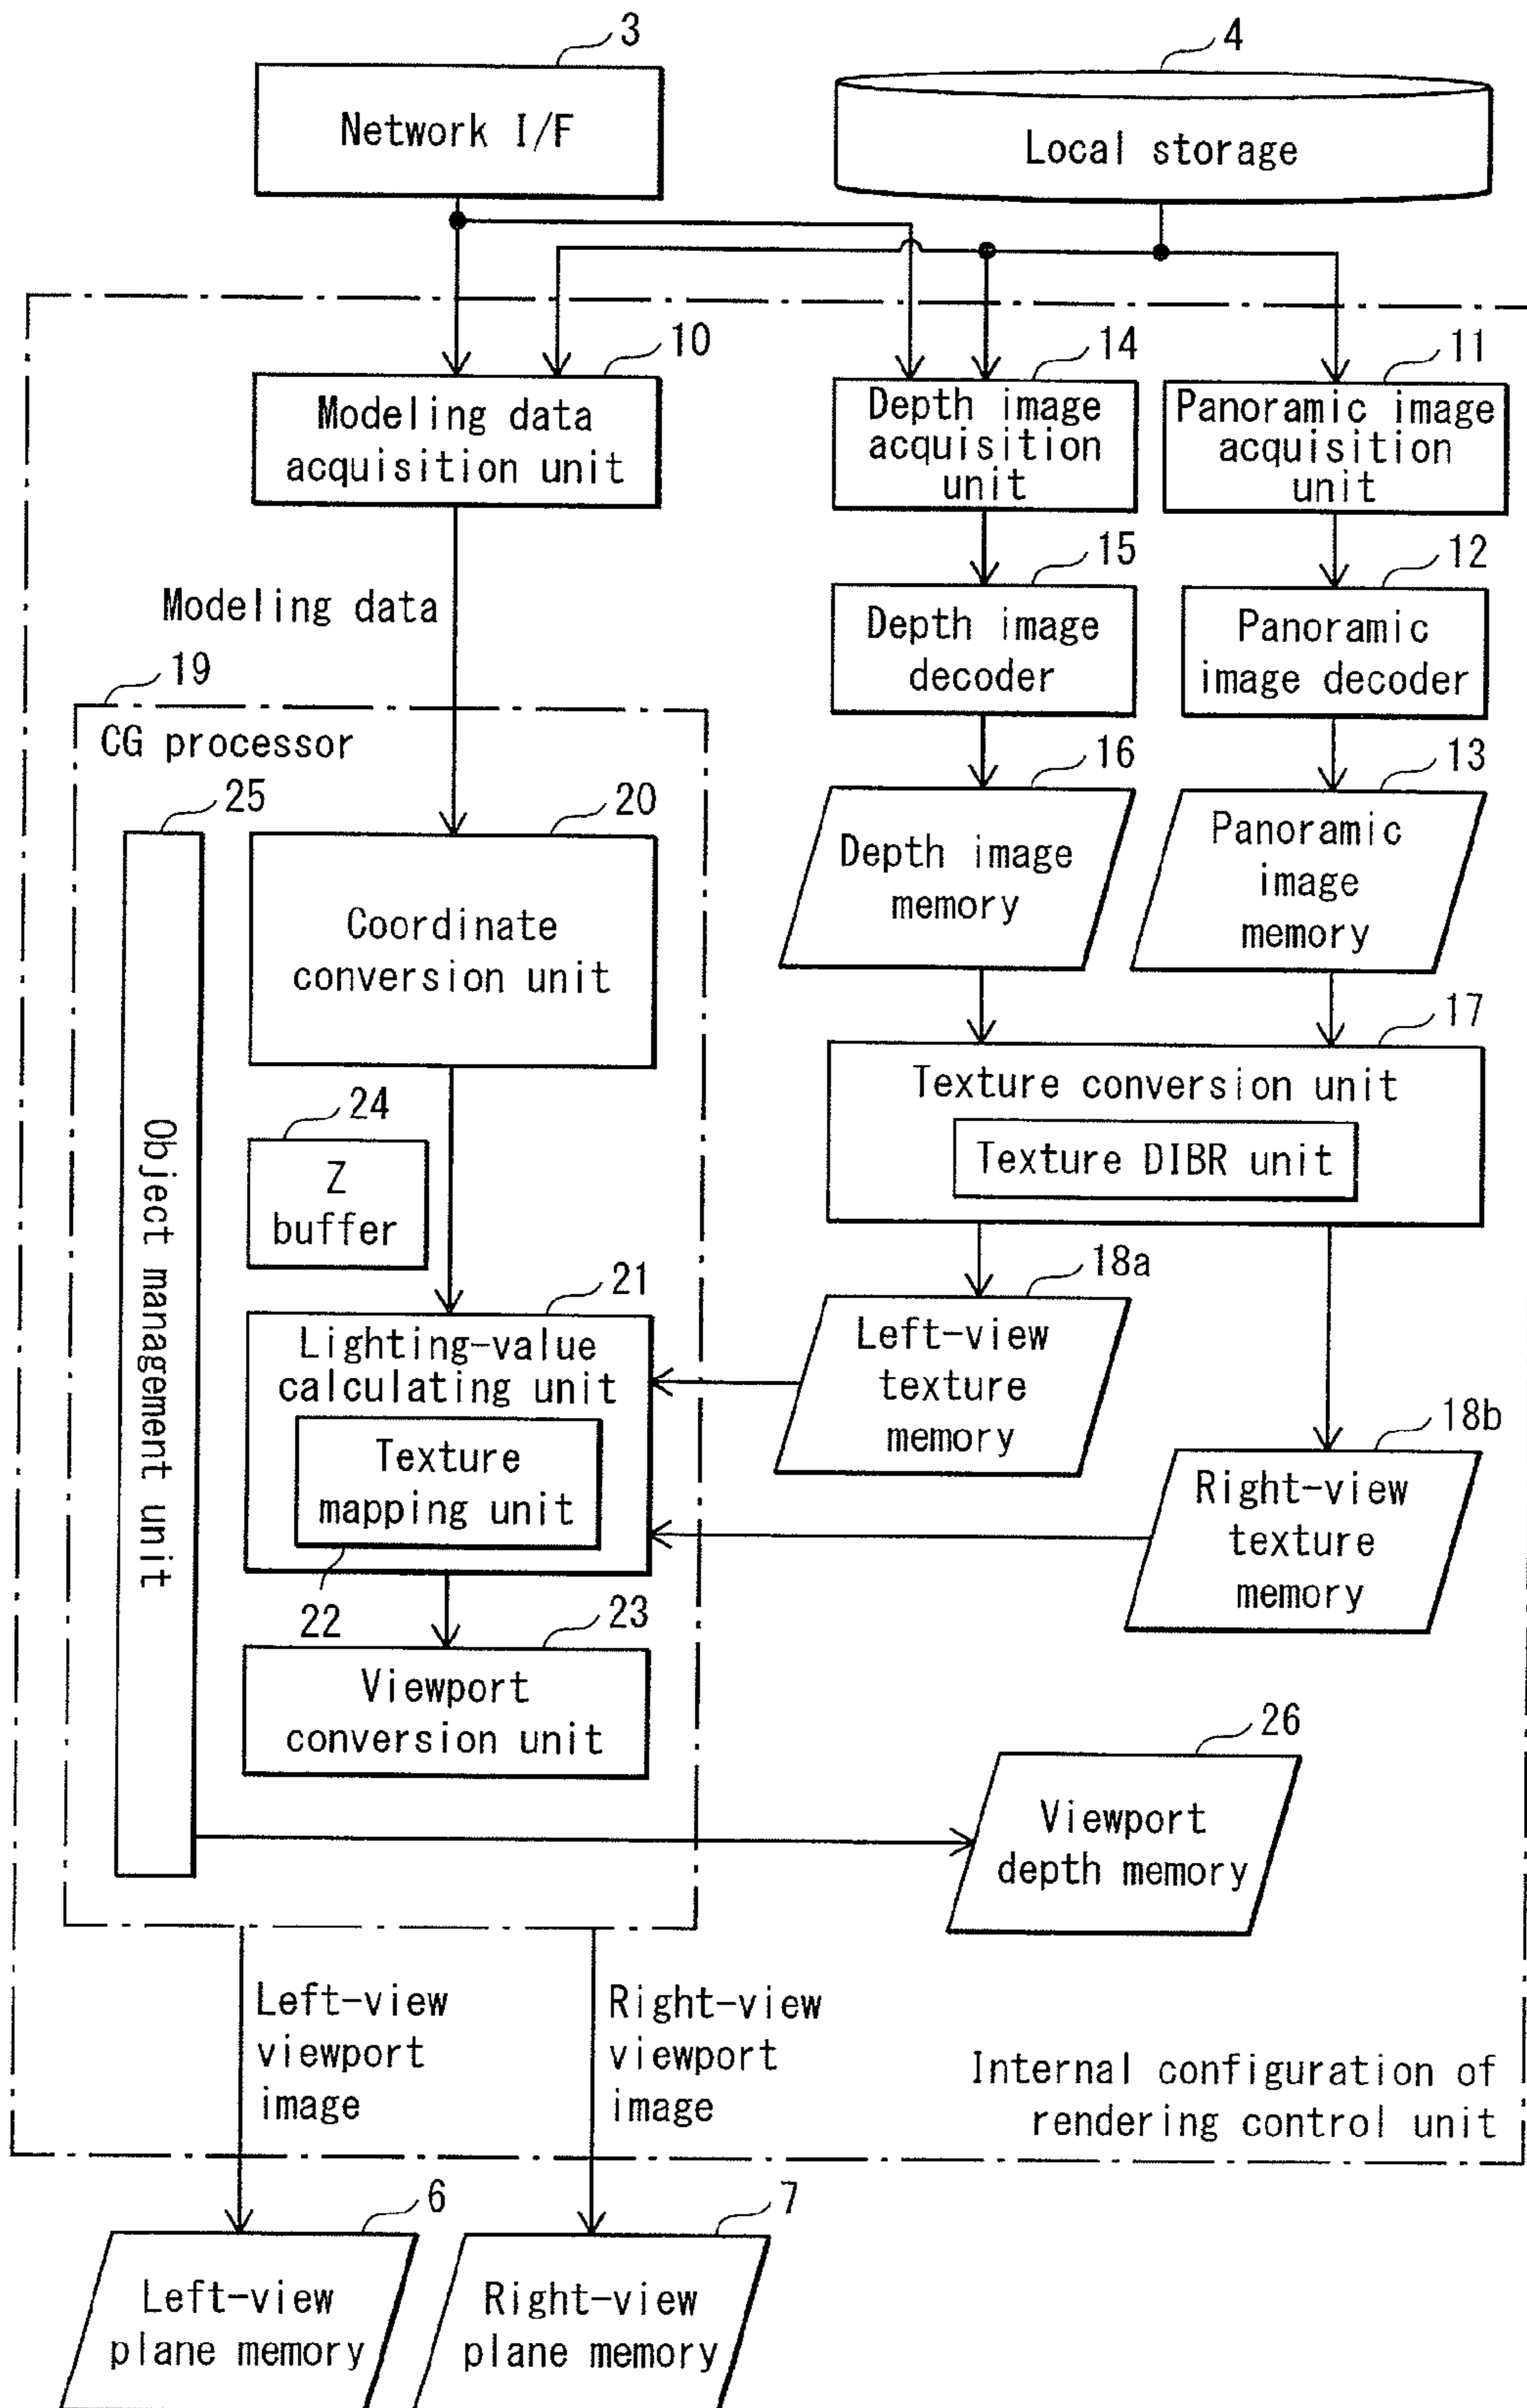 3
Network I/F
4
Local storage
10
Modeling data
acquisition unit
14
Depth image
acquisition
unit
11
Panoramic image
acquisition
unit
Modeling data
15
Depth image
decoder
12
Panoramic
image decoder
19
CG processor
16
Depth image
memory
13
Panoramic
image
memory
25
Object management unit
20
Coordinate
conversion unit
17
Texture conversion unit
Texture DIBR unit
24
Z
buffer
21
Lighting-value
calculating unit
Texture
mapping unit
22
18a
Left-view
texture
memory
18b
Right-view
texture
memory
23
Viewport
conversion unit
26
Viewport
depth memory
Left-view
viewport
image
Right-view
viewport
image
Internal configuration of
rendering control unit
6
Left-view
plane memory
7
Right-view
plane memory